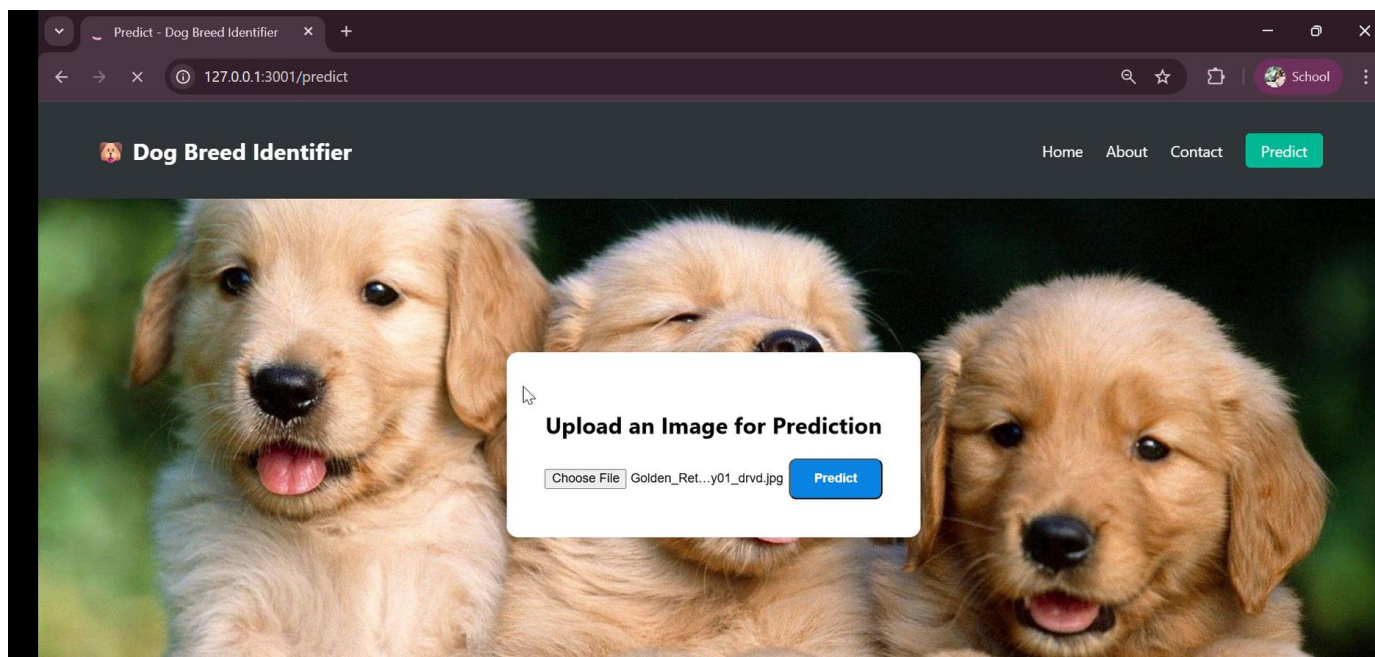 Predict - Dog Breed Identifier
127.0.0.1:3001/predict
School
Dog Breed Identifier
Home About Contact Predict
Upload an Image for Prediction
Choose File Golden_Ret...y01_drvd.jpg Predict